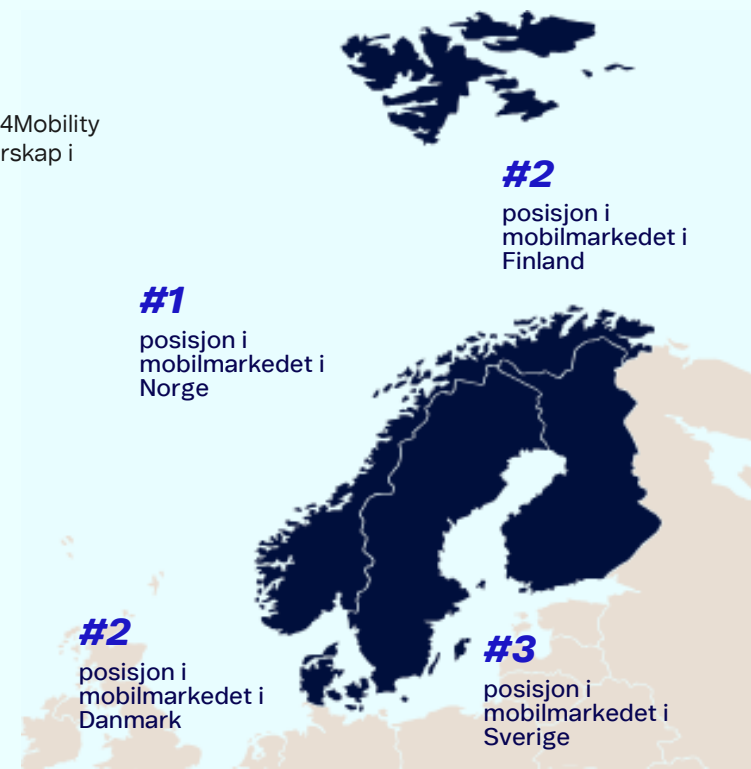 4Mobility
rskap i
#2
posisjon i
mobilmarkedet i
Finland
#1
posisjon i
mobilmarkedet i
Norge
#2
posisjon i
mobilmarkedet i
Danmark
#3
posisjon i
mobilmarkedet i
Sverige